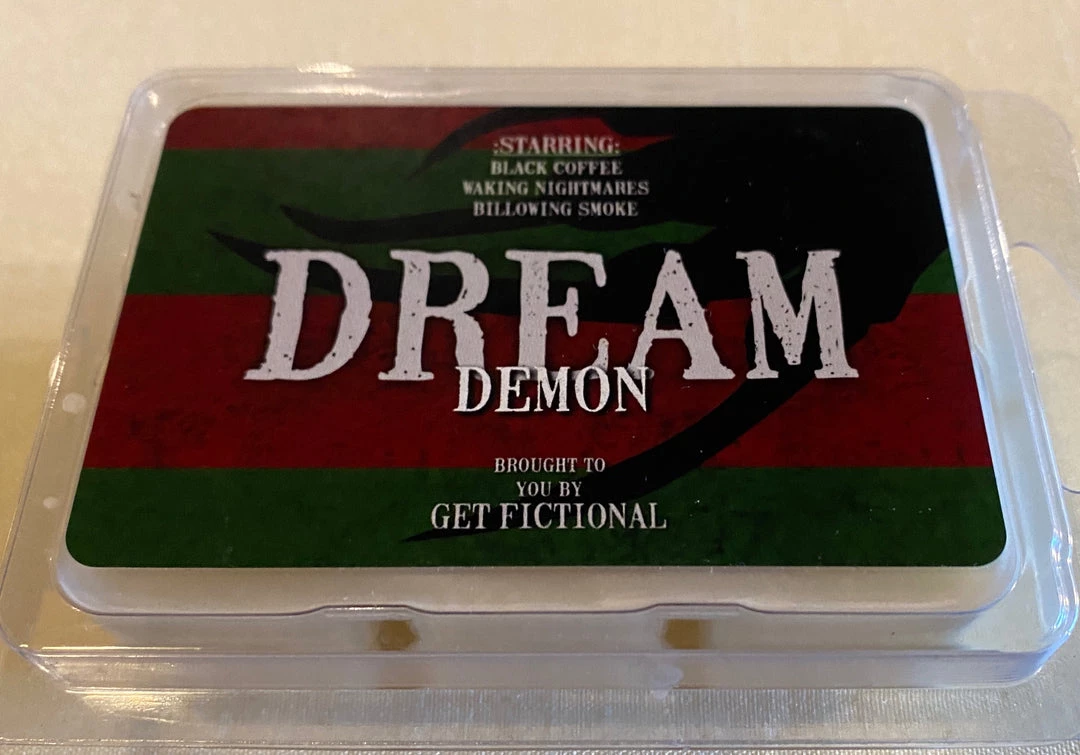 :STARRING:
BLACK COFFEE
WAKING NIGHTMARES
BILLOWING SMOKE
DREAM
DEMON
BROUGHT TO
YOU BY
GET FICTIONAL